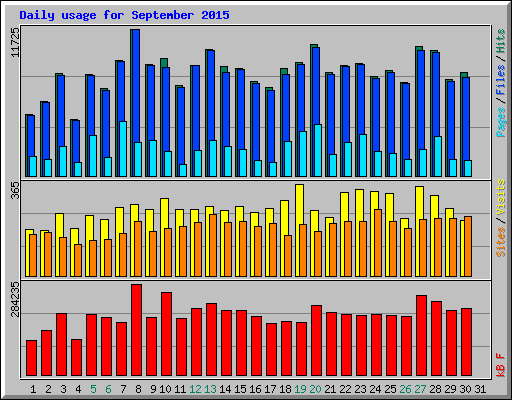 Daily usage for September 2015
11725
Pages/Files/Hits
365
Sites/Visits
284235
kB F
1 2 3 4 5 6 7 8 9 10 11 12 13 14 15 16 17 18 19 20 21 22 23 24 25 26 27 28 29 30 31